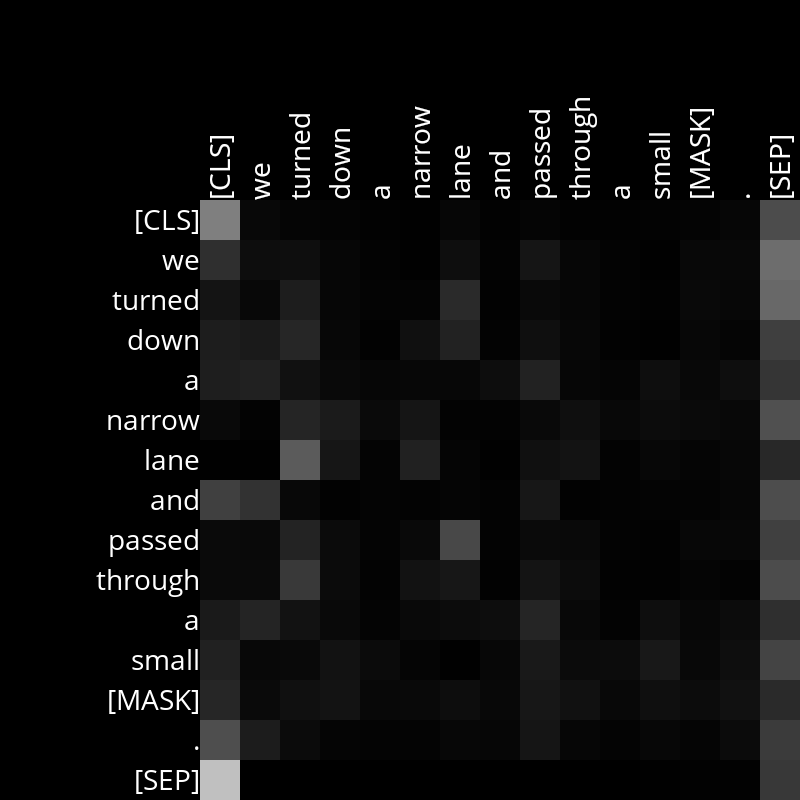 [CLS] we turned down a narrow lane and passed through a small [MASK] . [SEP]
[CLS]
we
turned
down
a
narrow
lane
and
passed
through
a
small
[MASK]
.
[SEP]